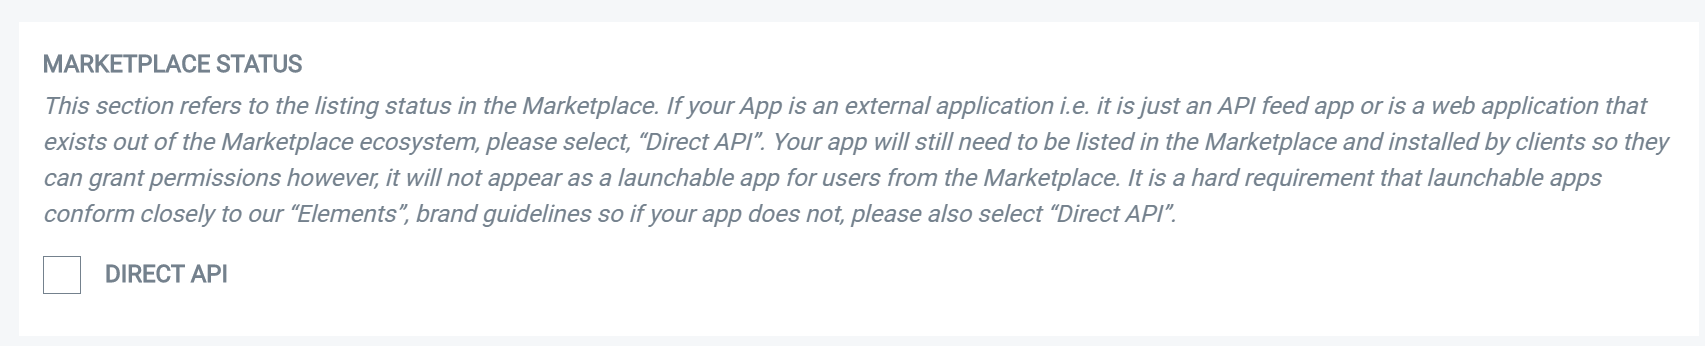 MARKETPLACE STATUS
This section refers to the listing status in the Marketplace. If your App is an external application i.e. it is just an API feed app or is a web application that
exists out of the Marketplace ecosystem, please select, “Direct API”. Your app will still need to be listed in the Marketplace and installed by clients so they
can grant permissions however, it will not appear as a launchable app for users from the Marketplace. It is a hard requirement that launchable apps
conform closely to our “Elements”, brand guidelines so if your app does not, please also select “Direct API”.
DIRECT API